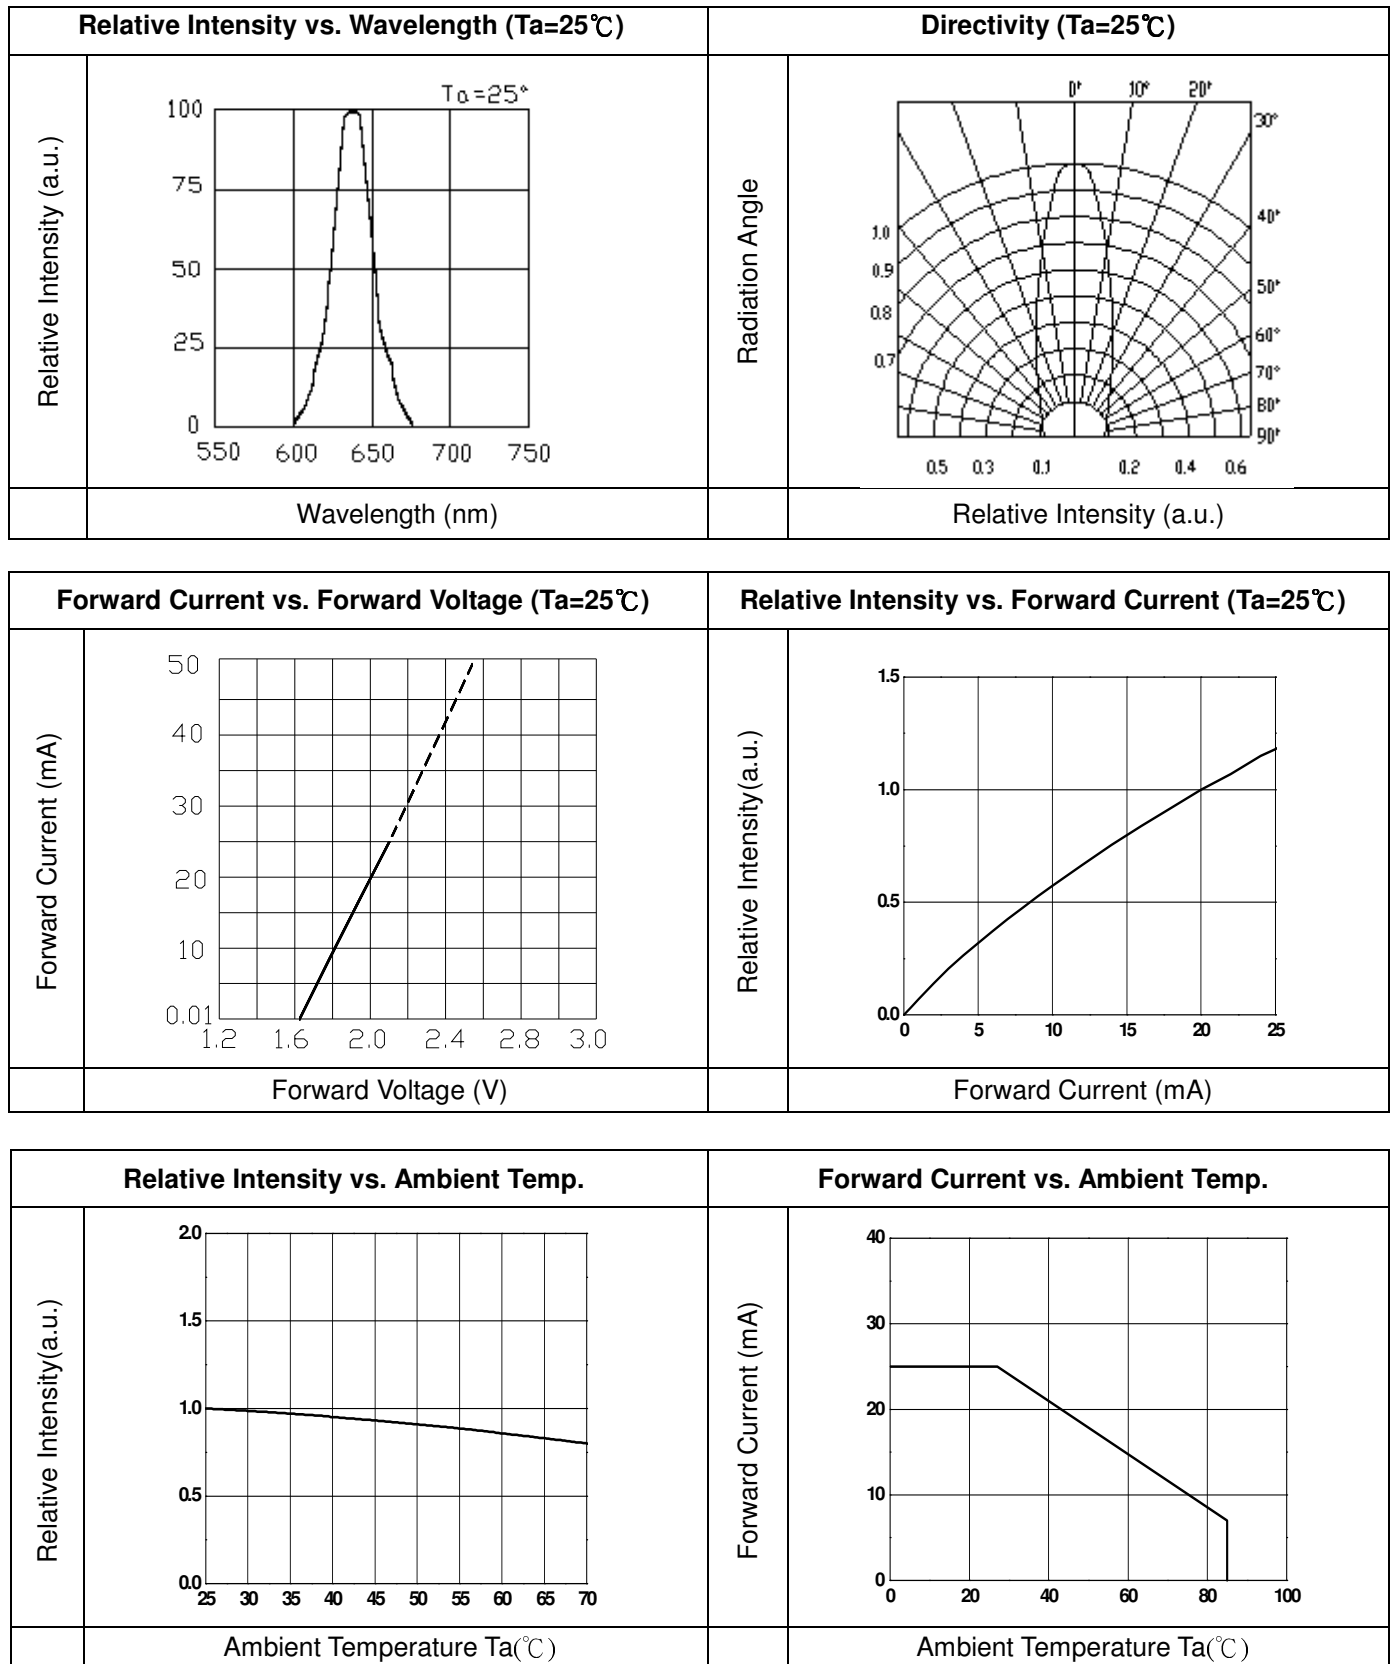 Relative Intensity vs. Wavelength (Ta=25℃)
Directivity (Ta=25℃)
Relative Intensity (a.u.)
Ta=25°
100
75
50
25
0
550 600 650 700 750
Wavelength (nm)
Radiation Angle
0° 10° 20°
30°
40°
50°
60°
70°
80°
90°
1.0
0.9
0.8
0.7
0.5 0.3 0.1 0.2 0.4 0.6
Relative Intensity (a.u.)
Forward Current vs. Forward Voltage (Ta=25℃)
Relative Intensity vs. Forward Current (Ta=25℃)
Forward Current (mA)
50
40
30
20
10
0.01
1.2 1.6 2.0 2.4 2.8 3.0
Forward Voltage (V)
Relative Intensity(a.u.)
1.5
1.0
0.5
0.0
0 5 10 15 20 25
Forward Current (mA)
Relative Intensity vs. Ambient Temp.
Forward Current vs. Ambient Temp.
Relative Intensity(a.u.)
2.0
1.5
1.0
0.5
0.0
25 30 35 40 45 50 55 60 65 70
Ambient Temperature Ta(℃)
Forward Current (mA)
40
30
20
10
0
0 20 40 60 80 100
Ambient Temperature Ta(℃)